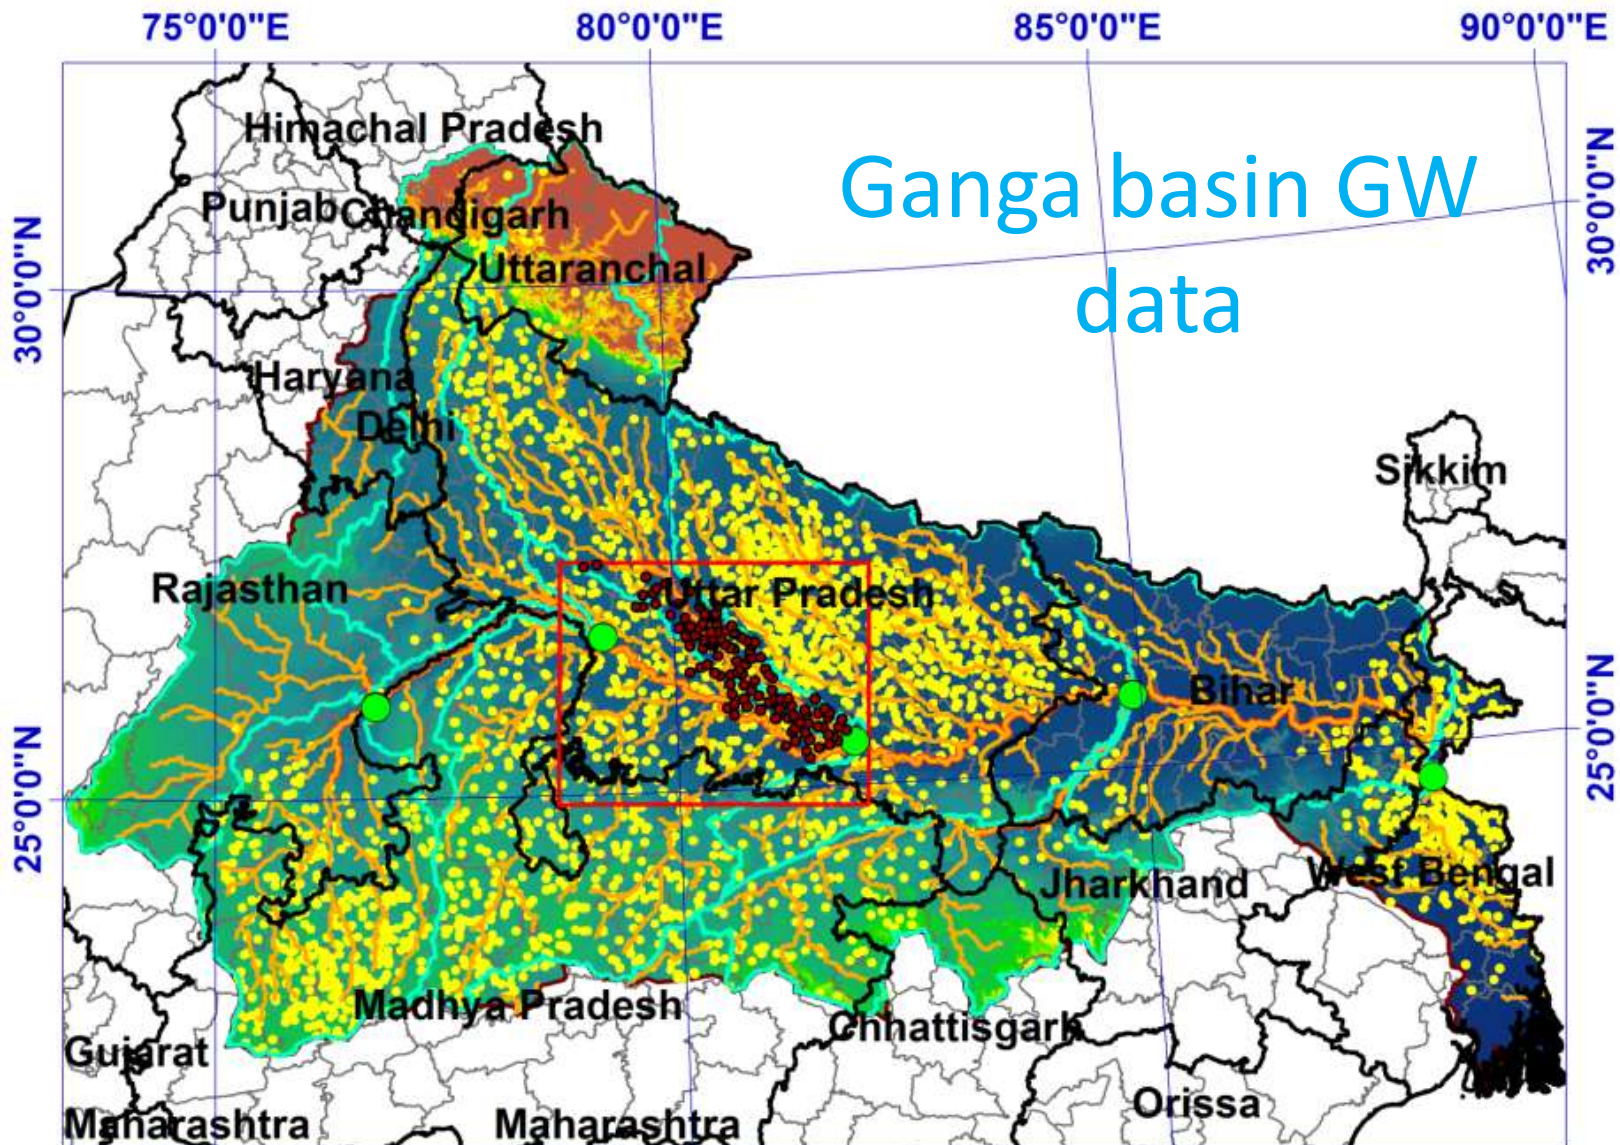 75°0'0"E
80°0'0"E
85°0'0"E
90°0'0"E
Himachal Pradesh
Ganga basin GW
data
Punjab
Chandigarh
Uttaranchal
30°0'0"N
30°0'0"N
Haryana
Delhi
Sikkim
Rajasthan
Uttar Pradesh
Bihar
25°0'0"N
25°0'0"N
West Bengal
Jharkhand
Madhya Pradesh
Chhattisgarh
Gujarat
Orissa
Maharashtra
Maharashtra